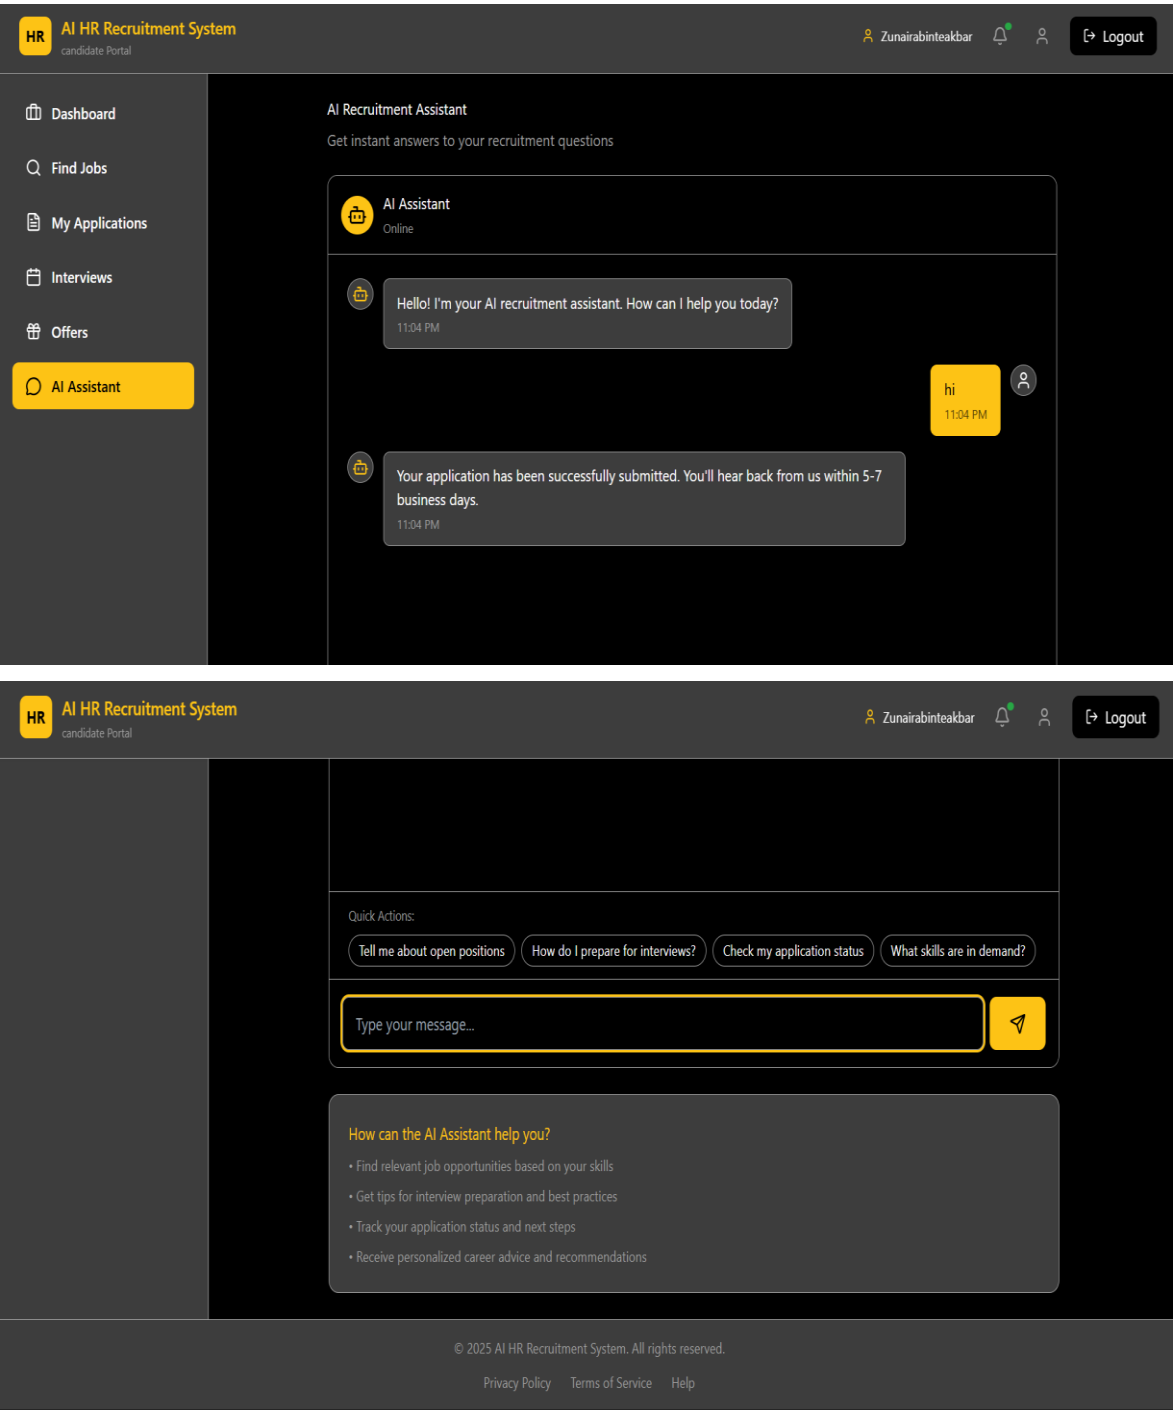 HR
AI HR Recruitment System
candidate Portal
Zunairabinteakbar
Logout
Dashboard
Find Jobs
My Applications
Interviews
Offers
AI Assistant
AI Recruitment Assistant
Get instant answers to your recruitment questions
AI Assistant
Online
Hello! I'm your AI recruitment assistant. How can I help you today?
11:04 PM
hi
11:04 PM
Your application has been successfully submitted. You'll hear back from us within 5-7
business days.
11:04 PM
HR
AI HR Recruitment System
candidate Portal
Zunairabinteakbar
Logout
Quick Actions:
Tell me about open positions
How do I prepare for interviews?
Check my application status
What skills are in demand?
Type your message...
How can the AI Assistant help you?
• Find relevant job opportunities based on your skills
• Get tips for interview preparation and best practices
• Track your application status and next steps
• Receive personalized career advice and recommendations
© 2025 AI HR Recruitment System. All rights reserved.
Privacy Policy Terms of Service Help